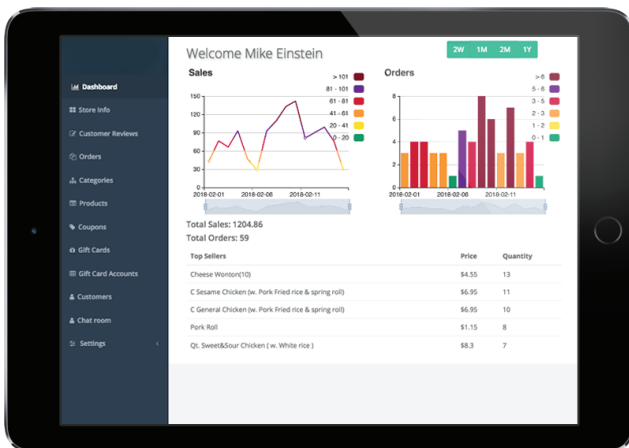 Welcome Mike Einstein
2W 1M 2M 1Y
Dashboard
Store Info
Customer Reviews
Orders
Categories
Products
Coupons
Gift Cards
Gift Card Accounts
Customers
Chat room
Settings
Sales
> 101
81 - 101
61 - 81
41 - 61
20 - 41
0 - 20
150
120
90
60
30
0
2018-02-01 2018-02-06 2018-02-11
Orders
> 6
5 - 6
3 - 5
2 - 3
1 - 2
0 - 1
8
6
4
2
0
2018-02-01 2018-02-06 2018-02-11
Total Sales: 1204.86
Total Orders: 59
Top Sellers Price Quantity
Cheese Wonton(10) $4.55 13
C Sesame Chicken (w. Pork Fried rice & spring roll) $6.95 11
C General Chicken (w. Pork Fried rice & spring roll) $6.95 10
Pork Roll $1.15 8
Qt. Sweet&Sour Chicken ( w. White rice ) $8.3 7